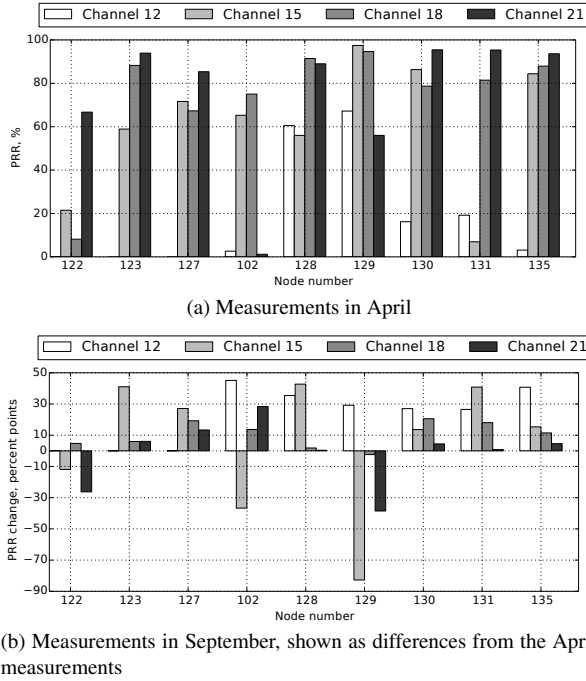 Channel 12 Channel 15 Channel 18 Channel 21
100
80
60
40
20
0
PRR, %
122 123 127 102 128 129 130 131 135
Node number
(a) Measurements in April
Channel 12 Channel 15 Channel 18 Channel 21
50
30
10
0
−10
−30
−50
−70
−90
PRR change, percent points
122 123 127 102 128 129 130 131 135
Node number
(b) Measurements in September, shown as differences from the Apr
measurements